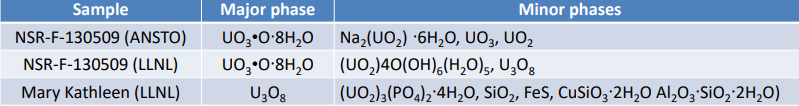 Sample Major phase Minor phases
NSR-F-130509 (ANSTO) UO₃•O·8H₂O Na₂(UO₂) ·6H₂O, UO₃, UO₂
NSR-F-130509 (LLNL) UO₃•O·8H₂O (UO₂)4O(OH)₆(H₂O)₅, U₃O₈
Mary Kathleen (LLNL) U₃O₈ (UO₂)₃(PO₄)₂·4H₂O, SiO₂, FeS, CuSiO₃·2H₂O Al₂O₃·SiO₂·2H₂O)